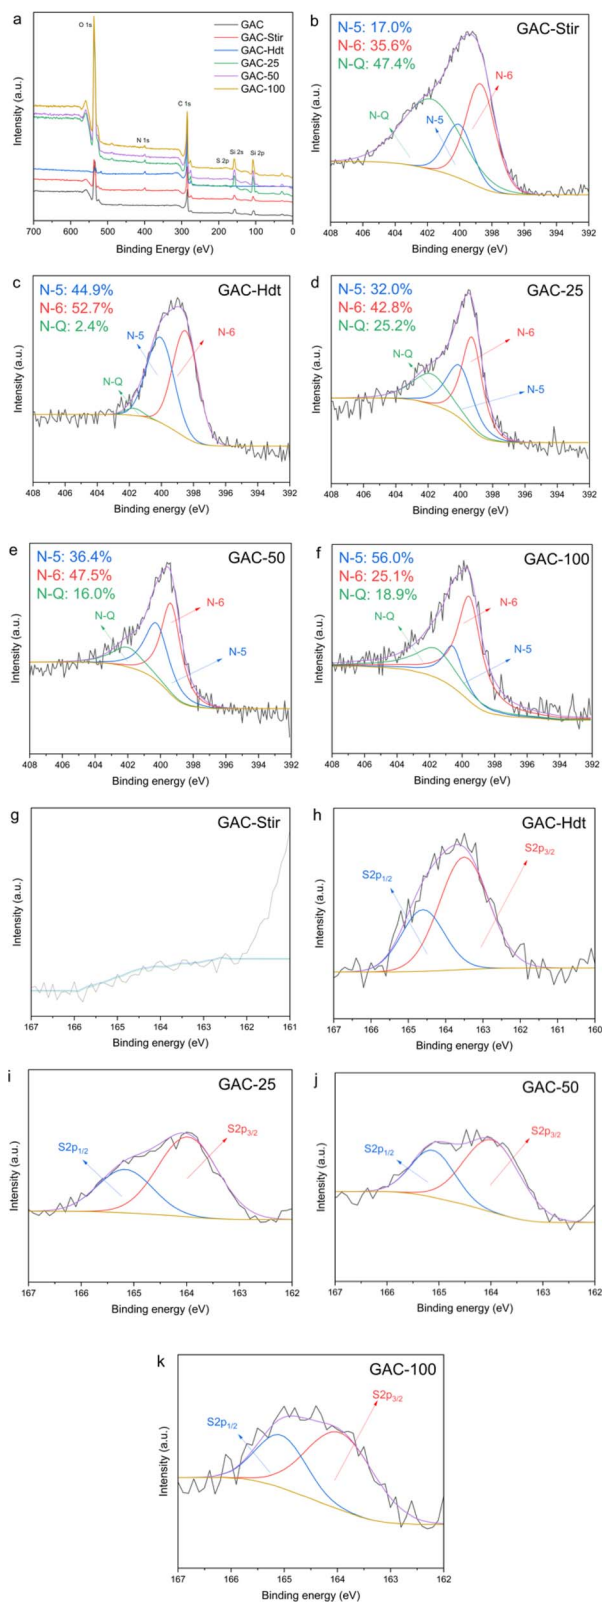 a
GAC
GAC-Stir
GAC-Hdt
GAC-25
GAC-50
GAC-100
O 1s
N 1s
C 1s
S 2p
Si 2s
Si 2p
Intensity (a.u.)
700 600 500 400 300 200 100 0
Binding Energy (eV)
b
N-5: 17.0%
N-6: 35.6%
N-Q: 47.4%
GAC-Stir
N-Q
N-5
N-6
Intensity (a.u.)
408 406 404 402 400 398 396 394 392
Binding energy (eV)
c
N-5: 44.9%
N-6: 52.7%
N-Q: 2.4%
GAC-Hdt
N-5
N-6
N-Q
Intensity (a.u.)
408 406 404 402 400 398 396 394 392
Binding energy (eV)
d
N-5: 32.0%
N-6: 42.8%
N-Q: 25.2%
GAC-25
N-6
N-Q
N-5
Intensity (a.u.)
408 406 404 402 400 398 396 394 392
Binding energy (eV)
e
N-5: 36.4%
N-6: 47.5%
N-Q: 16.0%
GAC-50
N-6
N-Q
N-5
Intensity (a.u.)
408 406 404 402 400 398 396 394 392
Binding energy (eV)
f
N-5: 56.0%
N-6: 25.1%
N-Q: 18.9%
GAC-100
N-6
N-Q
N-5
Intensity (a.u.)
408 406 404 402 400 398 396 394 392
Binding energy (eV)
g
GAC-Stir
Intensity (a.u.)
167 166 165 164 163 162 161
Binding energy (eV)
h
GAC-Hdt
S2p3/2
S2p1/2
Intensity (a.u.)
167 166 165 164 163 162 161 160
Binding energy (eV)
i
GAC-25
S2p1/2
S2p3/2
Intensity (a.u.)
167 166 165 164 163 162
Binding energy (eV)
j
GAC-50
S2p1/2
S2p3/2
Intensity (a.u.)
167 166 165 164 163 162
Binding energy (eV)
k
GAC-100
S2p1/2
S2p3/2
Intensity (a.u.)
167 166 165 164 163 162
Binding energy (eV)